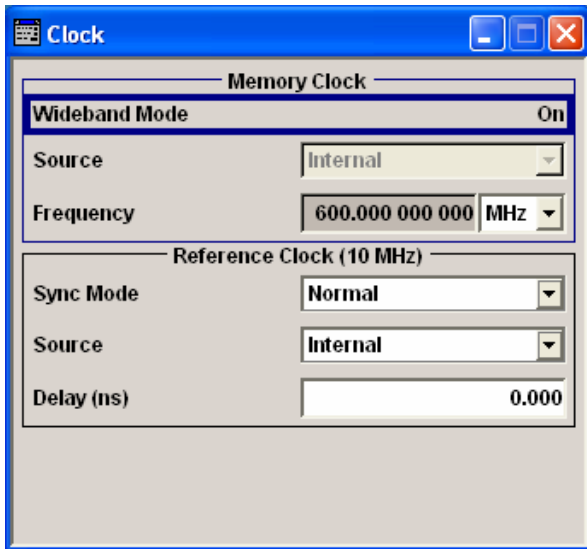 Clock
Memory Clock
Wideband Mode On
Source Internal
Frequency 600.000 000 000 MHz
Reference Clock (10 MHz)
Sync Mode Normal
Source Internal
Delay (ns) 0.000